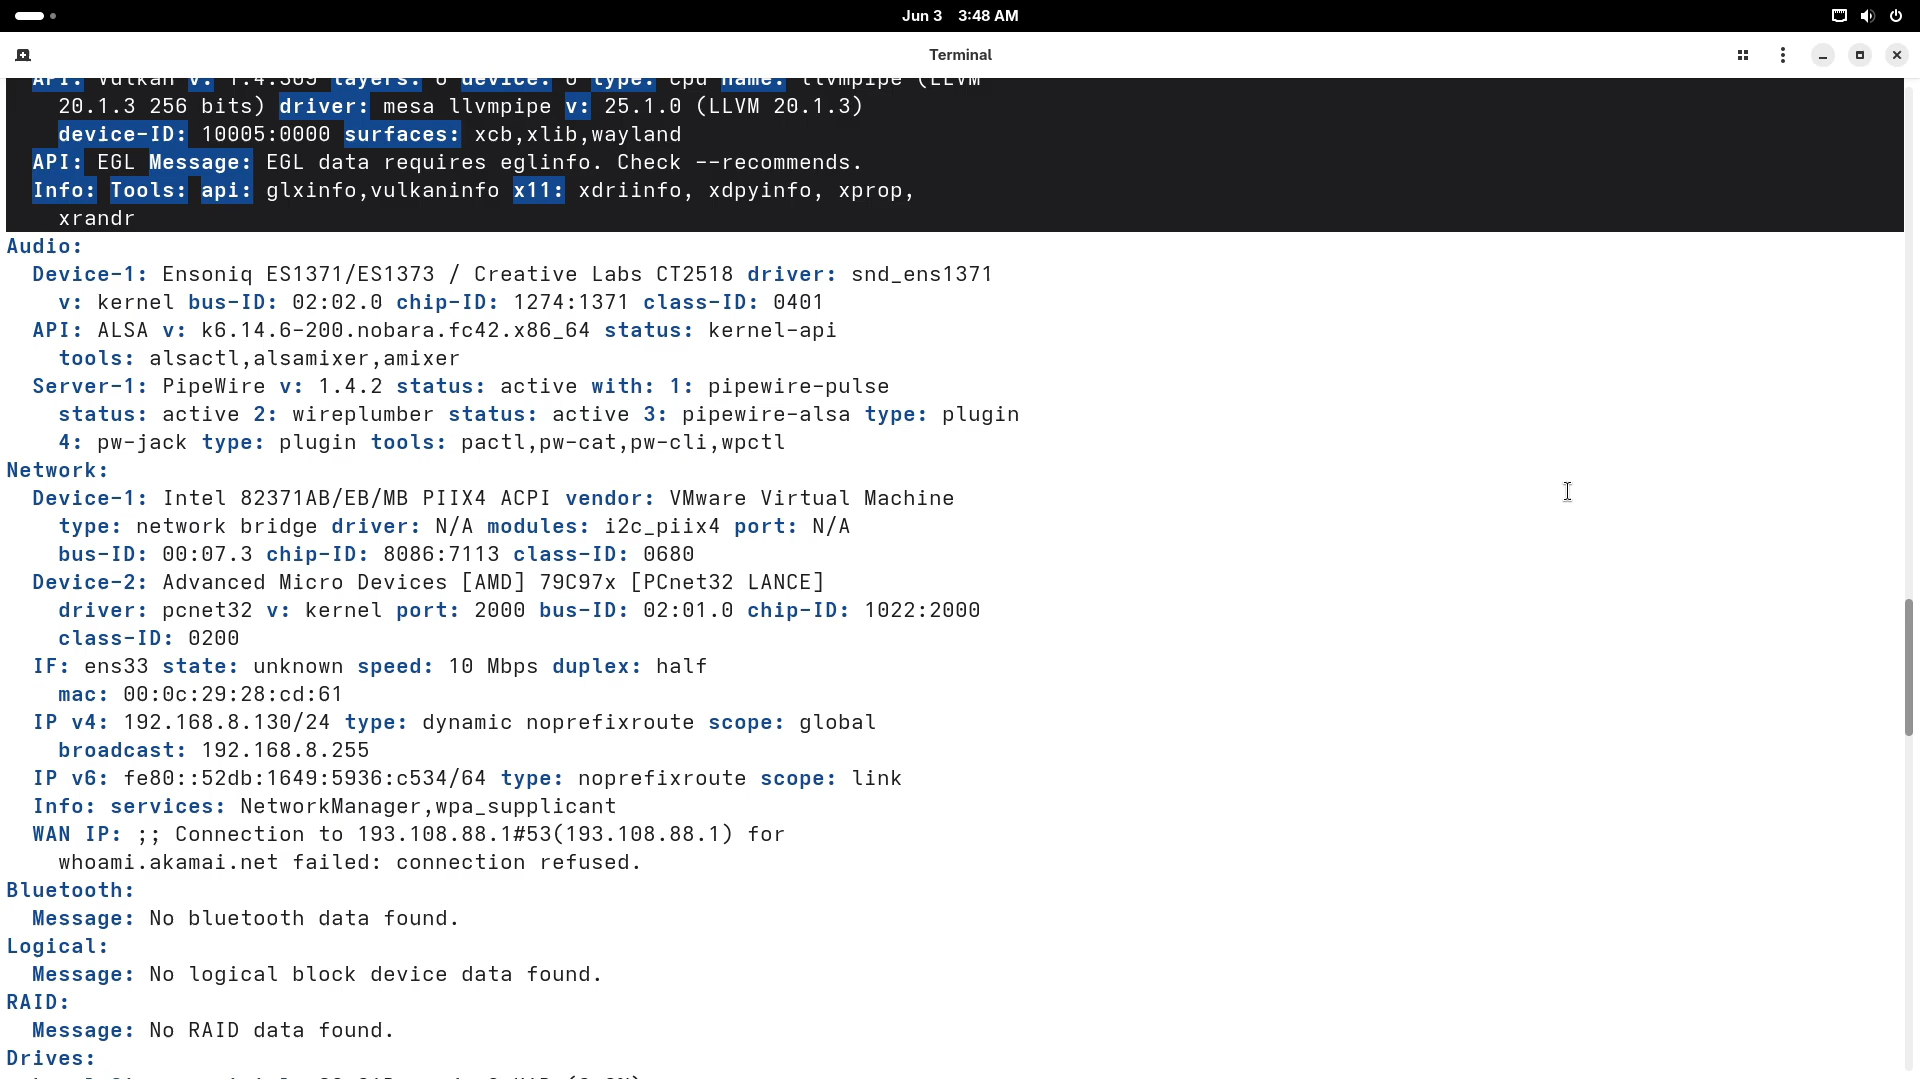 Jun 3 3:48 AM
Terminal
API: Vulkan v: 1.4.309 layers: 0 device: 0 type: cpu name: llvmpipe (LLVM
20.1.3 256 bits) driver: mesa llvmpipe v: 25.1.0 (LLVM 20.1.3)
device-ID: 10005:0000 surfaces: xcb,xlib,wayland
API: EGL Message: EGL data requires eglinfo. Check --recommends.
Info: Tools: api: glxinfo,vulkaninfo x11: xdriinfo, xdpyinfo, xprop,
xrandr
Audio:
Device-1: Ensoniq ES1371/ES1373 / Creative Labs CT2518 driver: snd_ens1371
v: kernel bus-ID: 02:02.0 chip-ID: 1274:1371 class-ID: 0401
API: ALSA v: k6.14.6-200.nobara.fc42.x86_64 status: kernel-api
tools: alsactl,alsamixer,amixer
Server-1: PipeWire v: 1.4.2 status: active with: 1: pipewire-pulse
status: active 2: wireplumber status: active 3: pipewire-alsa type: plugin
4: pw-jack type: plugin tools: pactl,pw-cat,pw-cli,wpctl
Network:
Device-1: Intel 82371AB/EB/MB PIIX4 ACPI vendor: VMware Virtual Machine
type: network bridge driver: N/A modules: i2c_piix4 port: N/A
bus-ID: 00:07.3 chip-ID: 8086:7113 class-ID: 0680
Device-2: Advanced Micro Devices [AMD] 79C97x [PCnet32 LANCE]
driver: pcnet32 v: kernel port: 2000 bus-ID: 02:01.0 chip-ID: 1022:2000
class-ID: 0200
IF: ens33 state: unknown speed: 10 Mbps duplex: half
mac: 00:0c:29:28:cd:61
IP v4: 192.168.8.130/24 type: dynamic noprefixroute scope: global
broadcast: 192.168.8.255
IP v6: fe80::52db:1649:5936:c534/64 type: noprefixroute scope: link
Info: services: NetworkManager,wpa_supplicant
WAN IP: ;; Connection to 193.108.88.1#53(193.108.88.1) for
whoami.akamai.net failed: connection refused.
Bluetooth:
Message: No bluetooth data found.
Logical:
Message: No logical block device data found.
RAID:
Message: No RAID data found.
Drives: